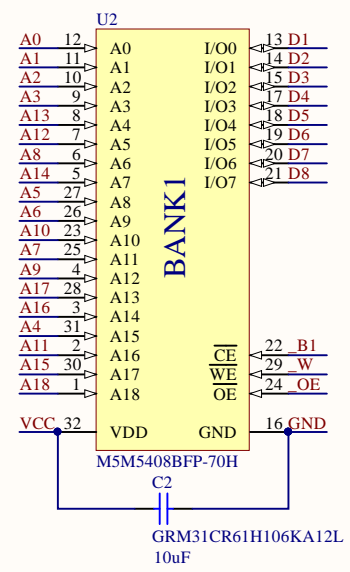 U2
A0 12 A0 I/O0 13 D1
A1 11 A1 I/O1 14 D2
A2 10 A2 I/O2 15 D3
A3 9 A3 I/O3 17 D4
A13 8 A4 I/O4 18 D5
A12 7 A5 I/O5 19 D6
A8 6 A6 I/O6 20 D7
A14 5 A7 I/O7 21 D8
A5 27 A8
A6 26 A9
A10 23 A10
A7 25 A11
A9 4 A12
A17 28 A13
A16 3 A14
A4 31 A15
A11 2 A16 CE 22 _B1
A15 30 A17 WE 29 _W
A18 1 A18 OE 24 _OE
BANK1
VCC 32 VDD GND 16 GND
M5M5408BFP-70H
C2
GRM31CR61H106KA12L
10uF